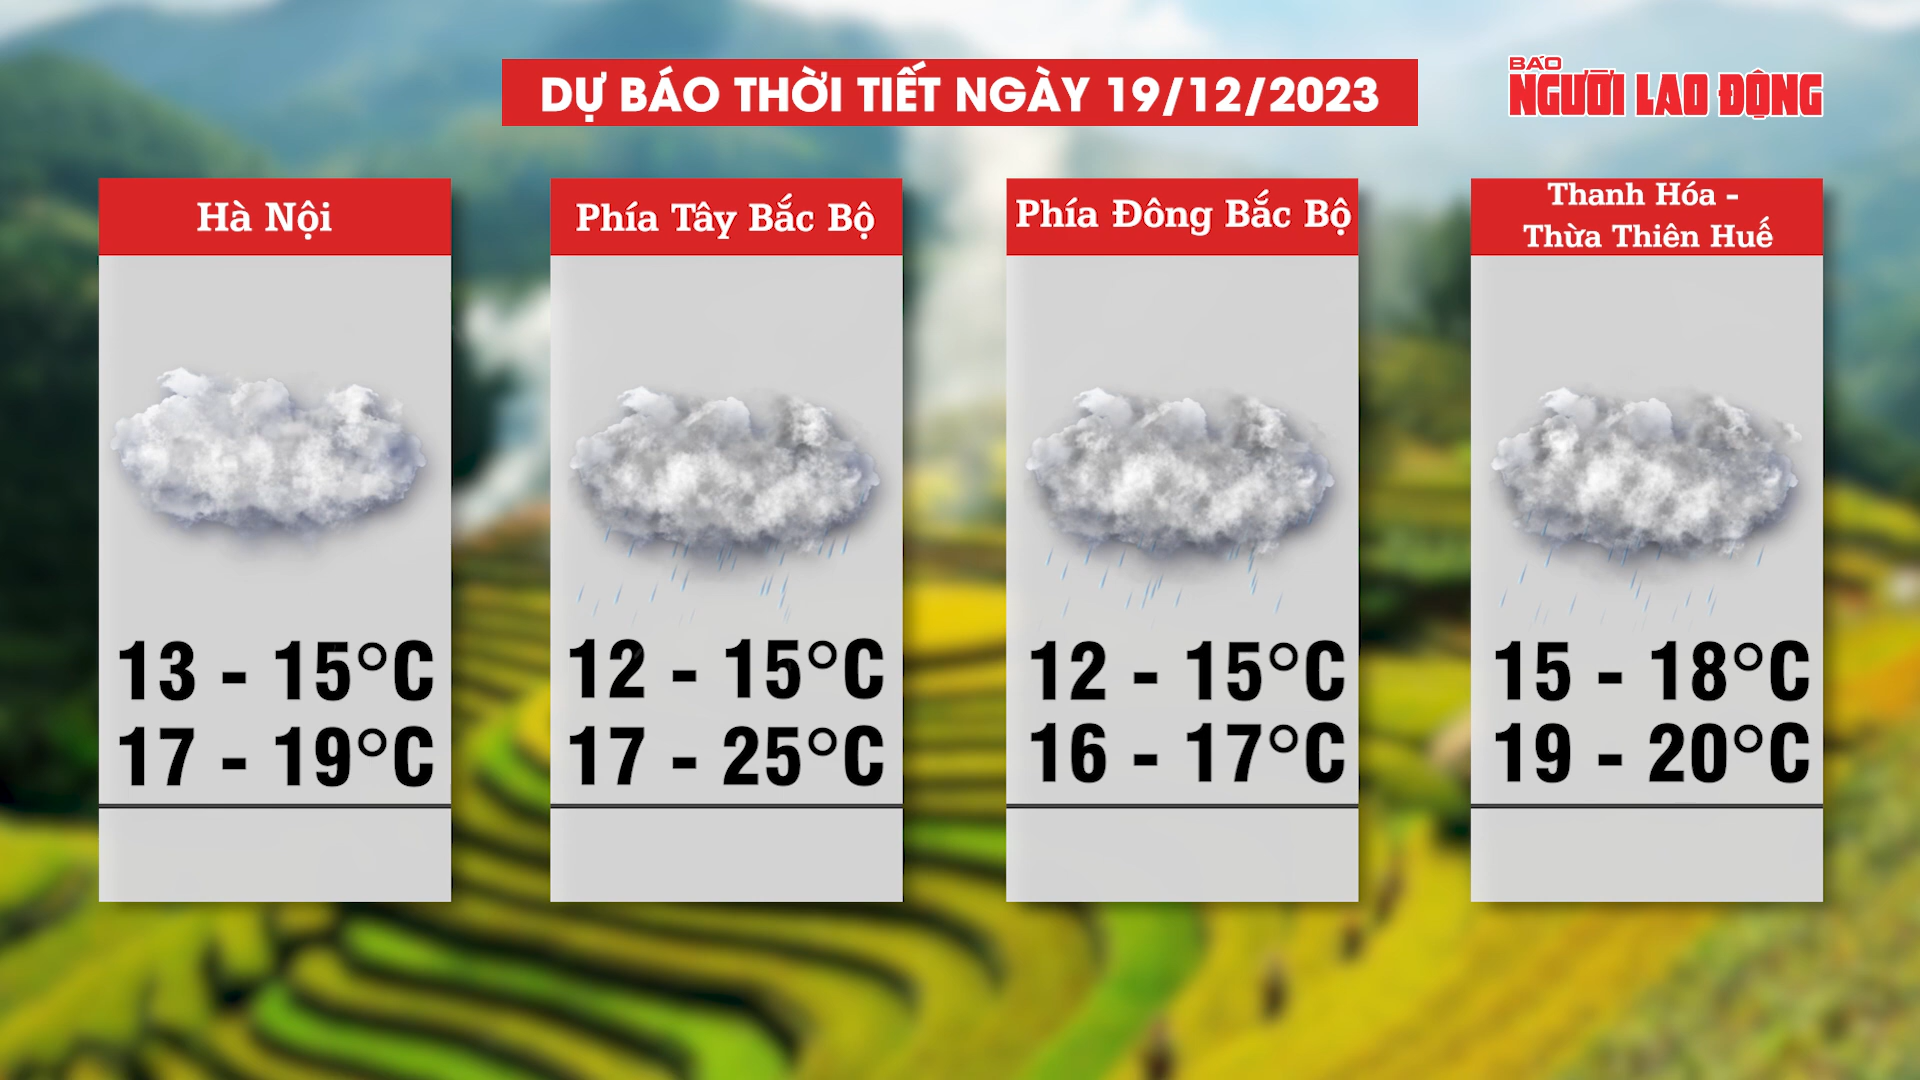 DỰ BÁO THỜI TIẾT NGÀY 19/12/2023
BÁO
NGƯỜI LAO ĐỘNG
Hà Nội
13 - 15°C
17 - 19°C
Phía Tây Bắc Bộ
12 - 15°C
17 - 25°C
Phía Đông Bắc Bộ
12 - 15°C
16 - 17°C
Thanh Hóa -
Thừa Thiên Huế
15 - 18°C
19 - 20°C